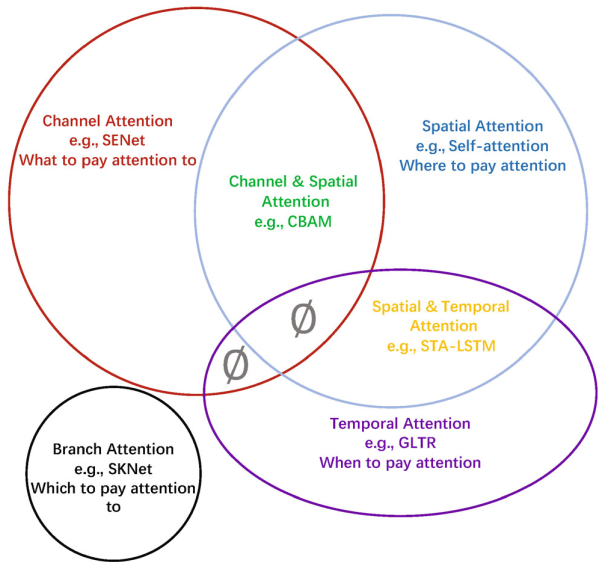 Channel Attention
e.g., SENet
What to pay attention to
Spatial Attention
e.g., Self-attention
Where to pay attention
Channel & Spatial
Attention
e.g., CBAM
Spatial & Temporal
Attention
e.g., STA-LSTM
∅
∅
Temporal Attention
e.g., GLTR
When to pay attention
Branch Attention
e.g., SKNet
Which to pay attention
to